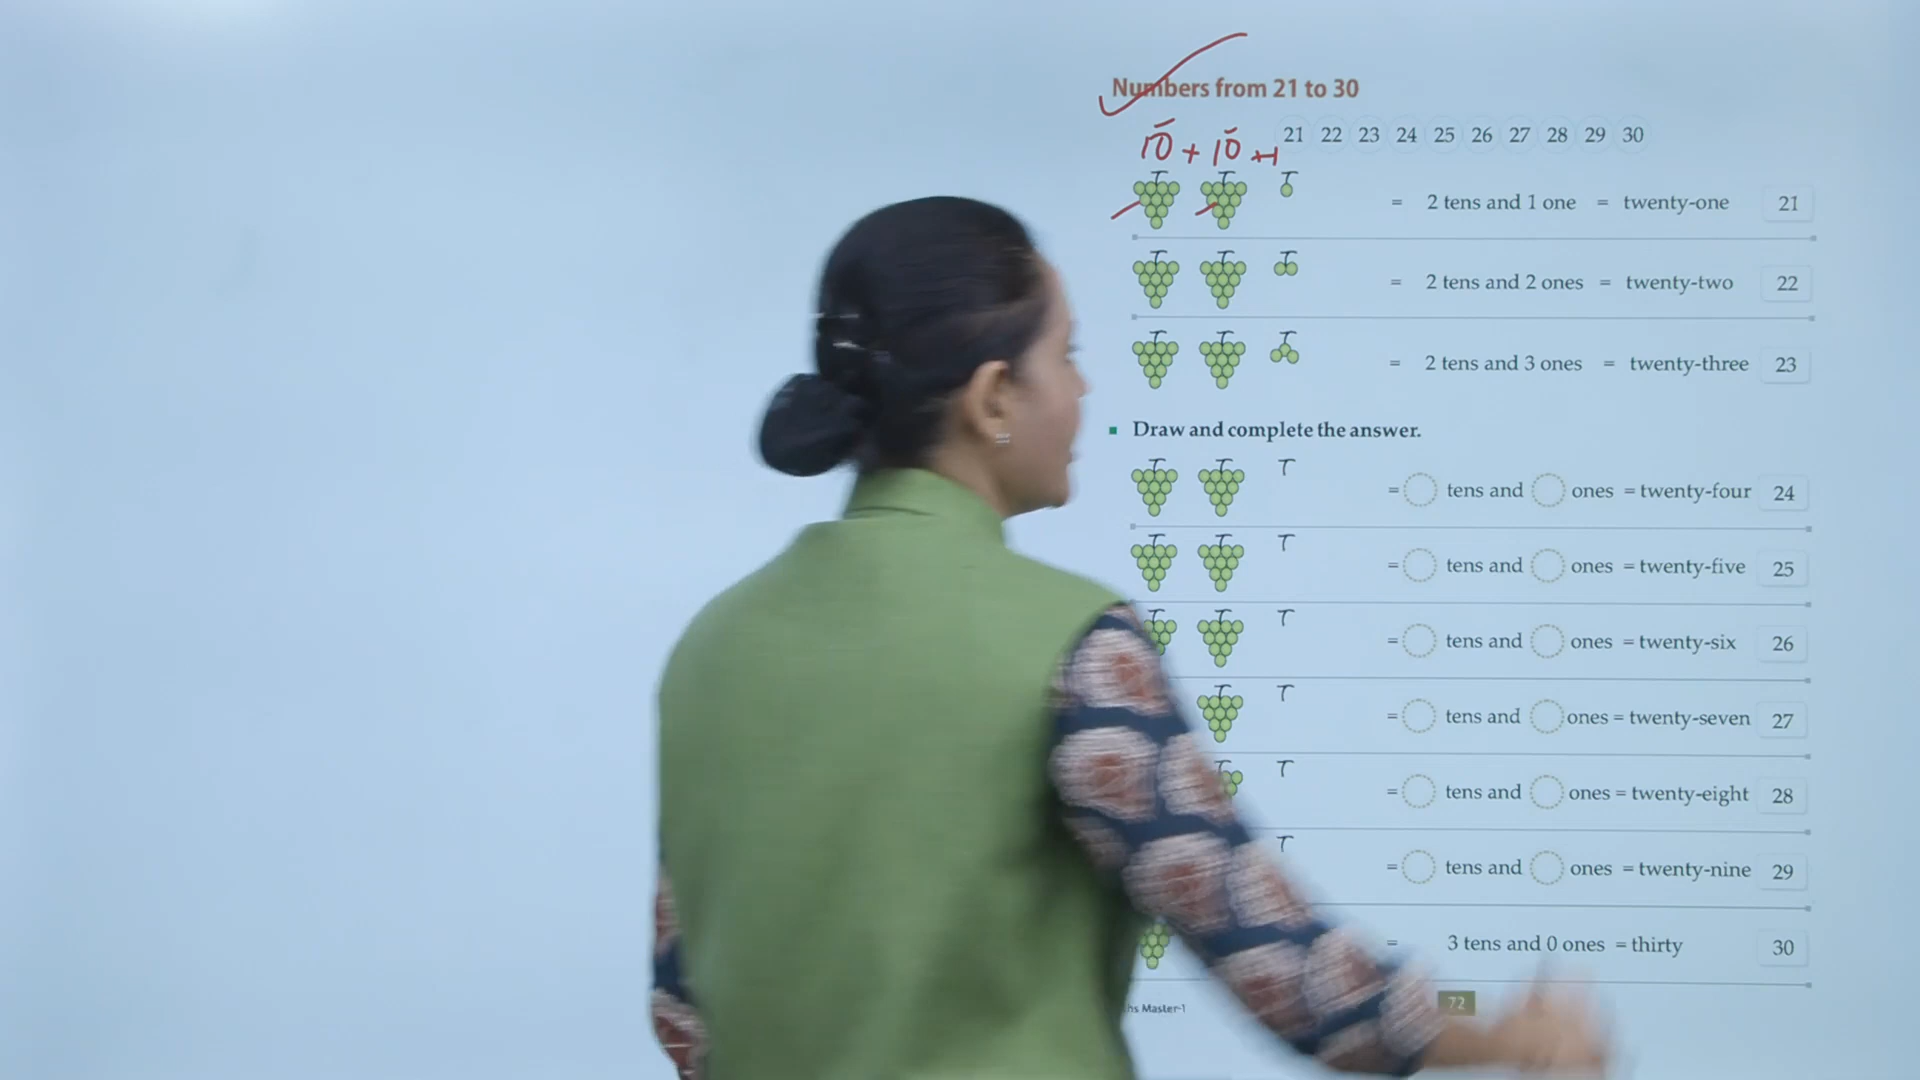 Numbers from 21 to 30
21 22 23 24 25 26 27 28 29 30
10 + 10 + 1
= 2 tens and 1 one = twenty-one 21
= 2 tens and 2 ones = twenty-two 22
= 2 tens and 3 ones = twenty-three 23
Draw and complete the answer.
= tens and ones = twenty-four 24
= tens and ones = twenty-five 25
= tens and ones = twenty-six 26
= tens and ones = twenty-seven 27
= tens and ones = twenty-eight 28
= tens and ones = twenty-nine 29
= 3 tens and 0 ones = thirty 30
hs Master-1
72